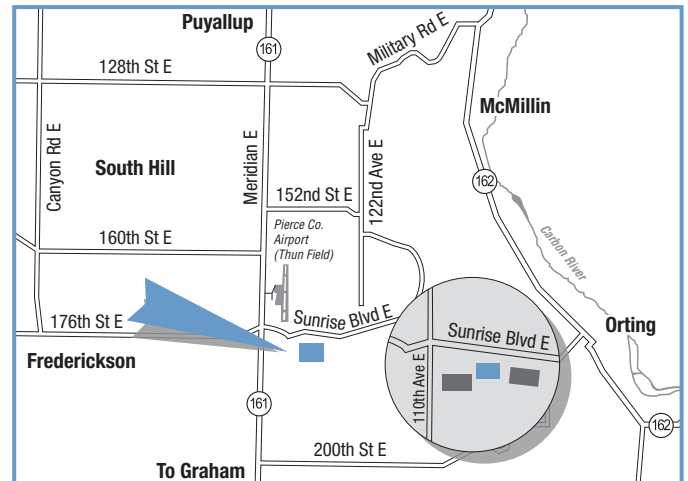 Puyallup
161
Military Rd E
128th St E
McMillin
Canyon Rd E
South Hill
Meridian E
122nd Ave E
162
152nd St E
Pierce Co.
Airport
(Thun Field)
Carbon River
160th St E
176th St E
Sunrise Blvd E
Orting
Sunrise Blvd E
Frederickson
110th Ave E
161
162
200th St E
To Graham